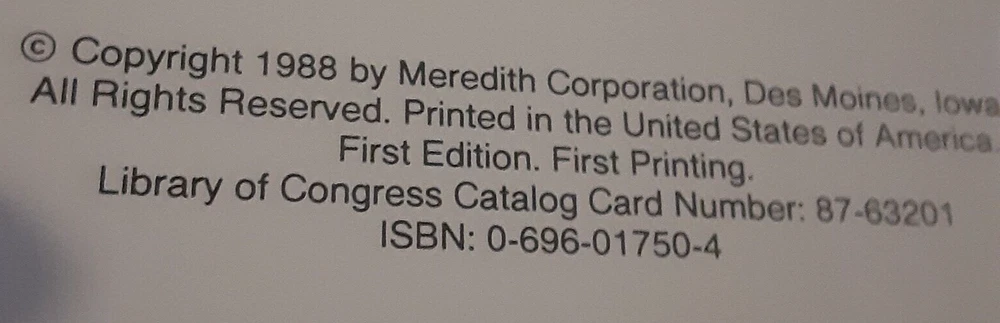 © Copyright 1988 by Meredith Corporation, Des Moines, Iowa
All Rights Reserved. Printed in the United States of America.
First Edition. First Printing.
Library of Congress Catalog Card Number: 87-63201
ISBN: 0-696-01750-4